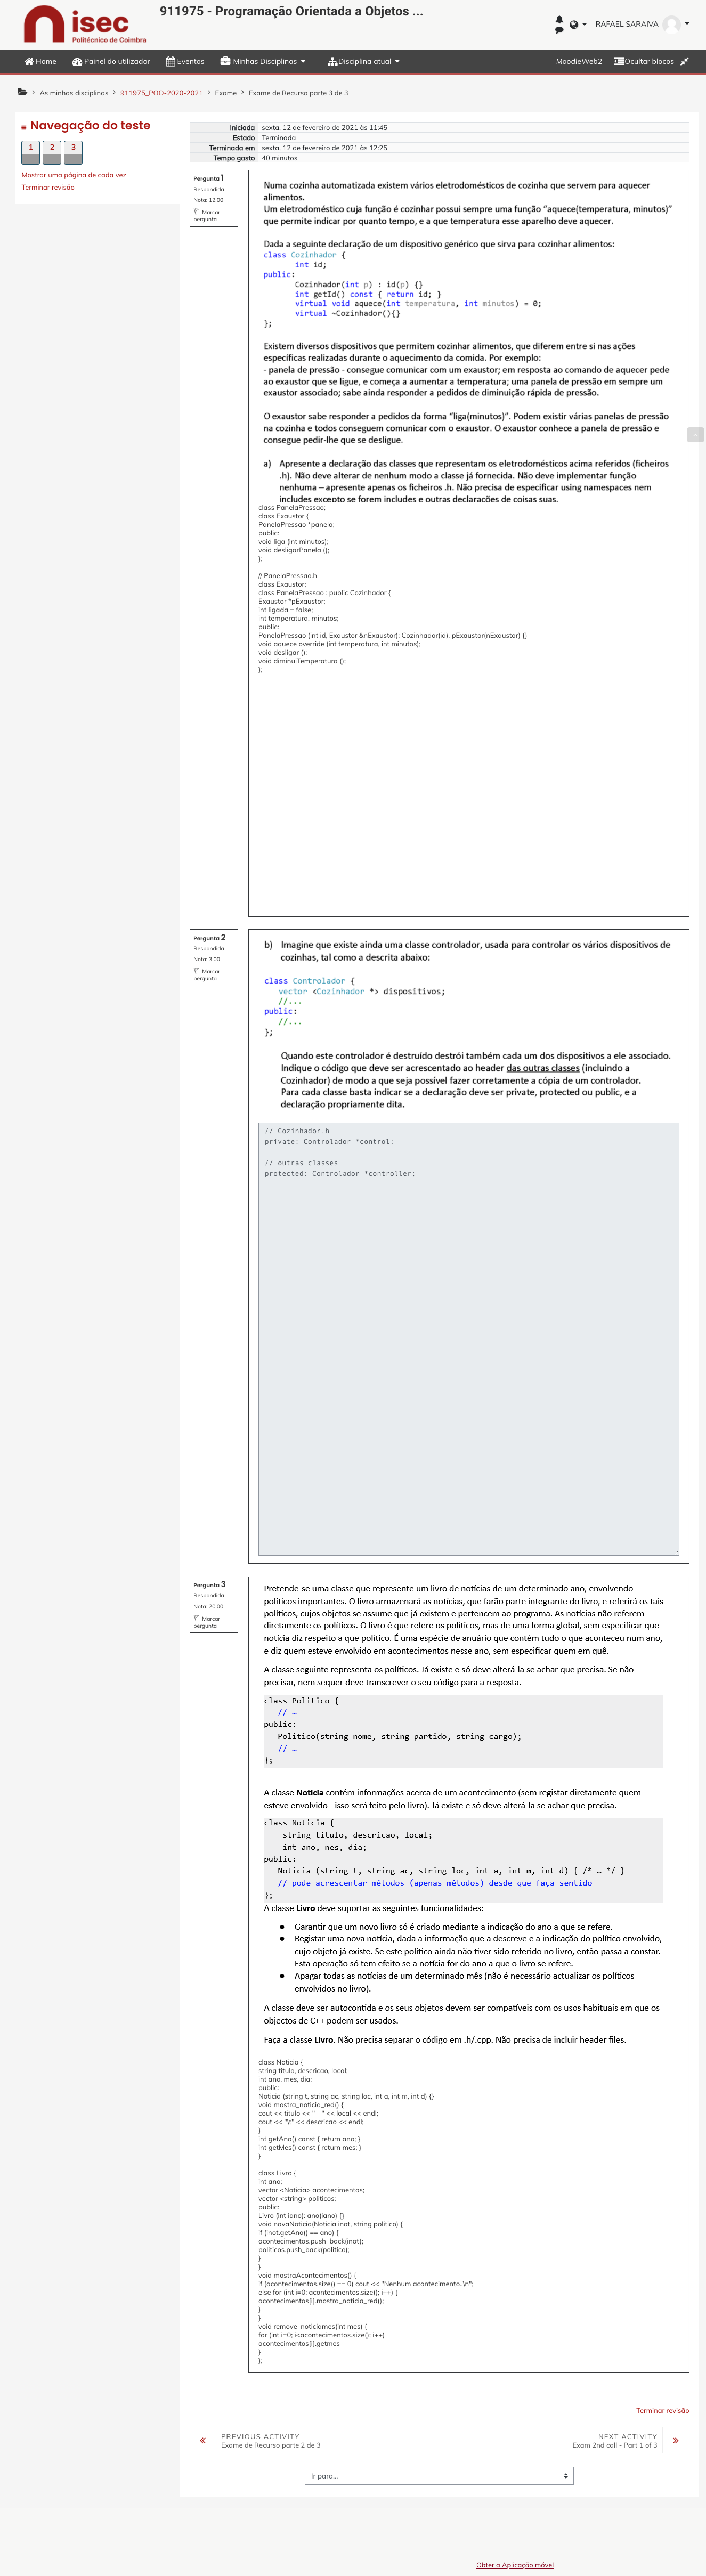 isec
Politécnico de Coimbra
911975 - Programação Orientada a Objetos ...
RAFAEL SARAIVA
Home
Painel do utilizador
Eventos
Minhas Disciplinas
Disciplina atual
MoodleWeb2
Ocultar blocos
As minhas disciplinas > 911975_POO-2020-2021 > Exame > Exame de Recurso parte 3 de 3
Navegação do teste
1 2 3
Mostrar uma página de cada vez
Terminar revisão
Iniciada sexta, 12 de fevereiro de 2021 às 11:45
Estado Terminada
Terminada em sexta, 12 de fevereiro de 2021 às 12:25
Tempo gasto 40 minutos
Pergunta 1
Respondida
Nota: 12,00
Marcar
pergunta
Numa cozinha automatizada existem vários eletrodomésticos de cozinha que servem para aquecer
alimentos.
Um eletrodoméstico cuja função é cozinhar possui sempre uma função “aquece(temperatura, minutos)”
que permite indicar por quanto tempo, e a que temperatura esse aparelho deve aquecer.
Dada a seguinte declaração de um dispositivo genérico que sirva para cozinhar alimentos:
class Cozinhador {
int id;
public:
Cozinhador(int p) : id(p) {}
int getId() const { return id; }
virtual void aquece(int temperatura, int minutos) = 0;
virtual ~Cozinhador(){}
};
Existem diversos dispositivos que permitem cozinhar alimentos, que diferem entre si nas ações
específicas realizadas durante o aquecimento da comida. Por exemplo:
- panela de pressão - consegue comunicar com um exaustor; em resposta ao comando de aquecer pede
ao exaustor que se ligue, e começa a aumentar a temperatura; uma panela de pressão em sempre um
exaustor associado; sabe ainda responder a pedidos de diminuição rápida de pressão.
O exaustor sabe responder a pedidos da forma “liga(minutos)”. Podem existir várias panelas de pressão
na cozinha e todos conseguem comunicar com o exaustor. O exaustor conhece a panela de pressão e
consegue pedir-lhe que se desligue.
a) Apresente a declaração das classes que representam os eletrodomésticos acima referidos (ficheiros
.h). Não deve alterar de nenhum modo a classe já fornecida. Não deve implementar função
nenhuma – apresente apenas os ficheiros .h. Não precisa de especificar using namespaces nem
includes excepto se forem includes e outras declarações de coisas suas.
class PanelaPressao;
class Exaustor {
PanelaPressao *panela;
public:
void liga (int minutos);
void desligarPanela ();
};
// PanelaPressao.h
class Exaustor;
class PanelaPressao : public Cozinhador {
Exaustor *pExaustor;
int ligada = false;
int temperatura, minutos;
public:
PanelaPressao (int id, Exaustor &nExaustor): Cozinhador(id), pExaustor(nExaustor) {}
void aquece override (int temperatura, int minutos);
void desligar ();
void diminuiTemperatura ();
};
Pergunta 2
Respondida
Nota: 3,00
Marcar
pergunta
b) Imagine que existe ainda uma classe controlador, usada para controlar os vários dispositivos de
cozinhas, tal como a descrita abaixo:
class Controlador {
vector <Cozinhador *> dispositivos;
//...
public:
//...
};
Quando este controlador é destruído destrói também cada um dos dispositivos a ele associado.
Indique o código que deve ser acrescentado ao header das outras classes (incluindo a
Cozinhador) de modo a que seja possível fazer corretamente a cópia de um controlador.
Para cada classe basta indicar se a declaração deve ser private, protected ou public, e a
declaração propriamente dita.
// Cozinhador.h
private: Controlador *control;
// outras classes
protected: Controlador *controller;
Pergunta 3
Respondida
Nota: 20,00
Marcar
pergunta
Pretende-se uma classe que represente um livro de notícias de um determinado ano, envolvendo
políticos importantes. O livro armazenará as notícias, que farão parte integrante do livro, e referirá os tais
políticos, cujos objetos se assume que já existem e pertencem ao programa. As notícias não referem
diretamente os políticos. O livro é que refere os políticos, mas de uma forma global, sem especificar que
notícia diz respeito a que político. É uma espécie de anuário que contém tudo o que aconteceu num ano,
e diz quem esteve envolvido em acontecimentos nesse ano, sem especificar quem em quê.
A classe seguinte representa os políticos. Já existe e só deve alterá-la se achar que precisa. Se não
precisar, nem sequer deve transcrever o seu código para a resposta.
class Politico {
// …
public:
Politico(string nome, string partido, string cargo);
// …
};
A classe Noticia contém informações acerca de um acontecimento (sem registar diretamente quem
esteve envolvido - isso será feito pelo livro). Já existe e só deve alterá-la se achar que precisa.
class Noticia {
string titulo, descricao, local;
int ano, nes, dia;
public:
Noticia (string t, string ac, string loc, int a, int m, int d) { /* … */ }
// pode acrescentar métodos (apenas métodos) desde que faça sentido
};
A classe Livro deve suportar as seguintes funcionalidades:
● Garantir que um novo livro só é criado mediante a indicação do ano a que se refere.
● Registar uma nova notícia, dada a informação que a descreve e a indicação do político envolvido,
cujo objeto já existe. Se este político ainda não tiver sido referido no livro, então passa a constar.
Esta operação só tem efeito se a notícia for do ano a que o livro se refere.
● Apagar todas as notícias de um determinado mês (não é necessário actualizar os políticos
envolvidos no livro).
A classe deve ser autocontida e os seus objetos devem ser compatíveis com os usos habituais em que os
objectos de C++ podem ser usados.
Faça a classe Livro. Não precisa separar o código em .h/.cpp. Não precisa de incluir header files.
class Noticia {
string titulo, descricao, local;
int ano, mes, dia;
public:
Noticia (string t, string ac, string loc, int a, int m, int d) {}
void mostra_noticia_red() {
cout << titulo << " - " << local << endl;
cout << "\t" << descricao << endl;
}
int getAno() const { return ano; }
int getMes() const { return mes; }
}
class Livro {
int ano;
vector <Noticia> acontecimentos;
vector <string> politicos;
public:
Livro (int iano): ano(iano) {}
void novaNoticia(Noticia inot, string politico) {
if (inot.getAno() == ano) {
acontecimentos.push_back(inot);
politicos.push_back(politico);
}
}
void mostraAcontecimentos() {
if (acontecimentos.size() == 0) cout << "Nenhum acontecimento..\n";
else for (int i=0; acontecimentos.size(); i++) {
acontecimentos[i].mostra_noticia_red();
}
}
void remove_noticiames(int mes) {
for (int i=0; i<acontecimentos.size(); i++)
acontecimentos[i].getmes
}
};
Terminar revisão
PREVIOUS ACTIVITY
Exame de Recurso parte 2 de 3
NEXT ACTIVITY
Exam 2nd call - Part 1 of 3
Ir para...
Obter a Aplicação móvel